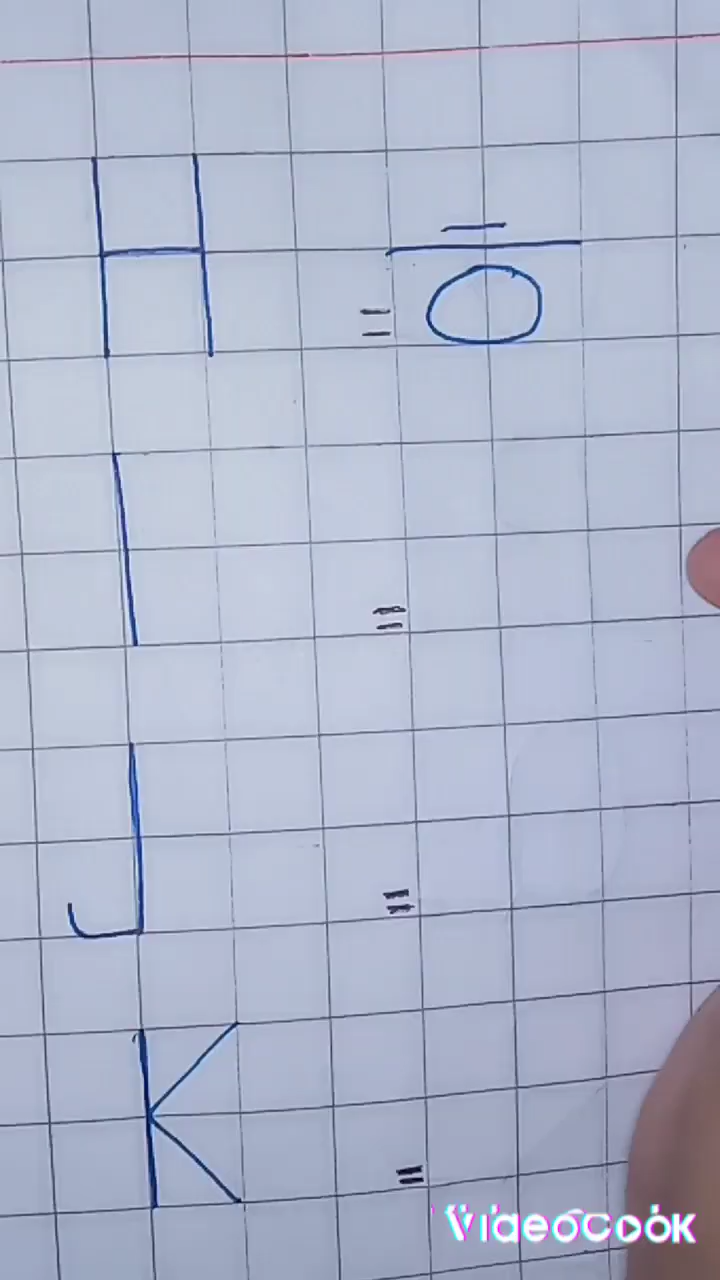 H = ㅎ
I =
J =
K =
VideoCook